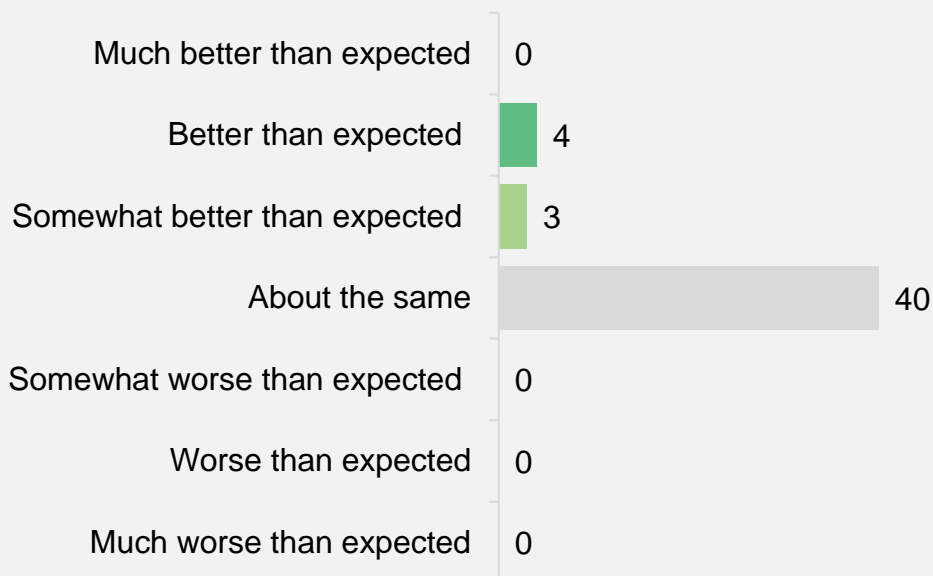 Much better than expected 0
Better than expected 4
Somewhat better than expected 3
About the same 40
Somewhat worse than expected 0
Worse than expected 0
Much worse than expected 0